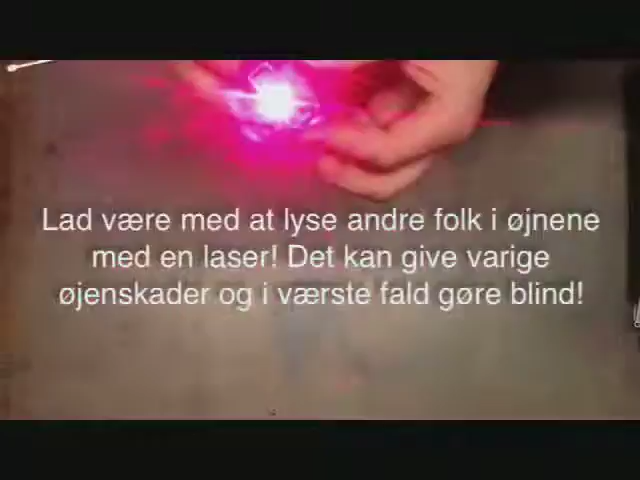 Lad være med at lyse andre folk i øjnene
med en laser! Det kan give varige
øjenskader og i værste fald gøre blind!